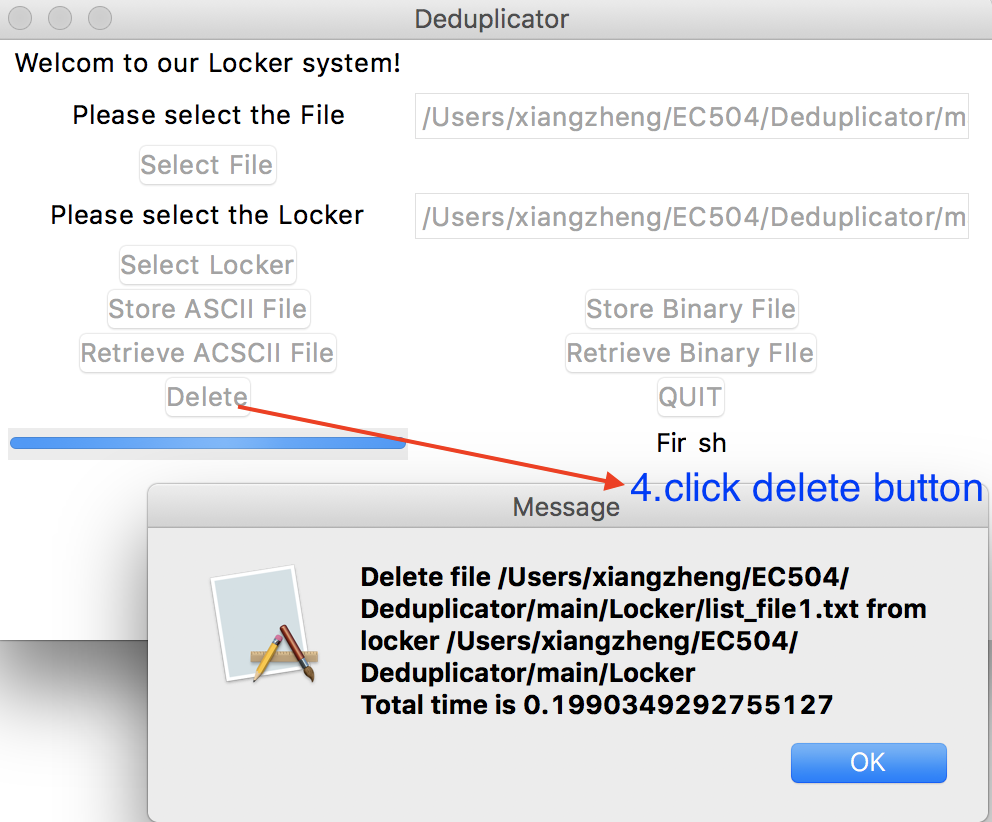 Deduplicator
Welcom to our Locker system!
Please select the File
/Users/xiangzheng/EC504/Deduplicator/m
Select File
Please select the Locker
/Users/xiangzheng/EC504/Deduplicator/m
Select Locker
Store ASCII File
Store Binary File
Retrieve ACSCII File
Retrieve Binary FIle
Delete
QUIT
Fir sh
4.click delete button
Message
Delete file /Users/xiangzheng/EC504/
Deduplicator/main/Locker/list_file1.txt from
locker /Users/xiangzheng/EC504/
Deduplicator/main/Locker
Total time is 0.1990349292755127
OK